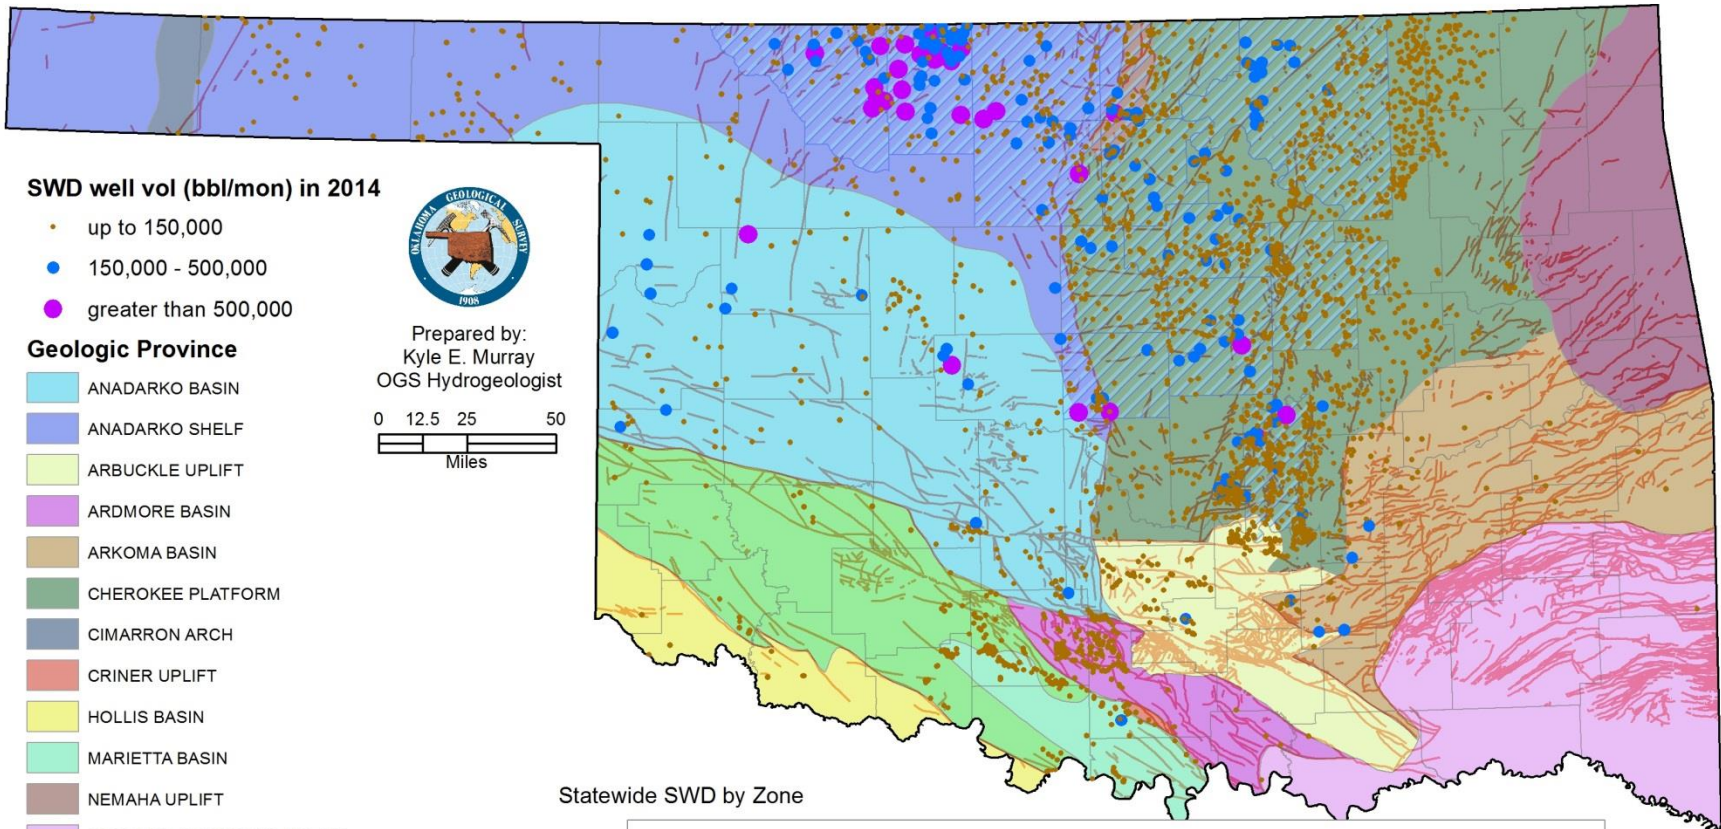 SWD well vol (bbl/mon) in 2014
up to 150,000
150,000 - 500,000
greater than 500,000
OKLAHOMA GEOLOGICAL SURVEY
1908
Prepared by:
Kyle E. Murray
OGS Hydrogeologist
0 12.5 25 50
Miles
Geologic Province
ANADARKO BASIN
ANADARKO SHELF
ARBUCKLE UPLIFT
ARDMORE BASIN
ARKOMA BASIN
CHEROKEE PLATFORM
CIMARRON ARCH
CRINER UPLIFT
HOLLIS BASIN
MARIETTA BASIN
NEMAHA UPLIFT
Statewide SWD by Zone